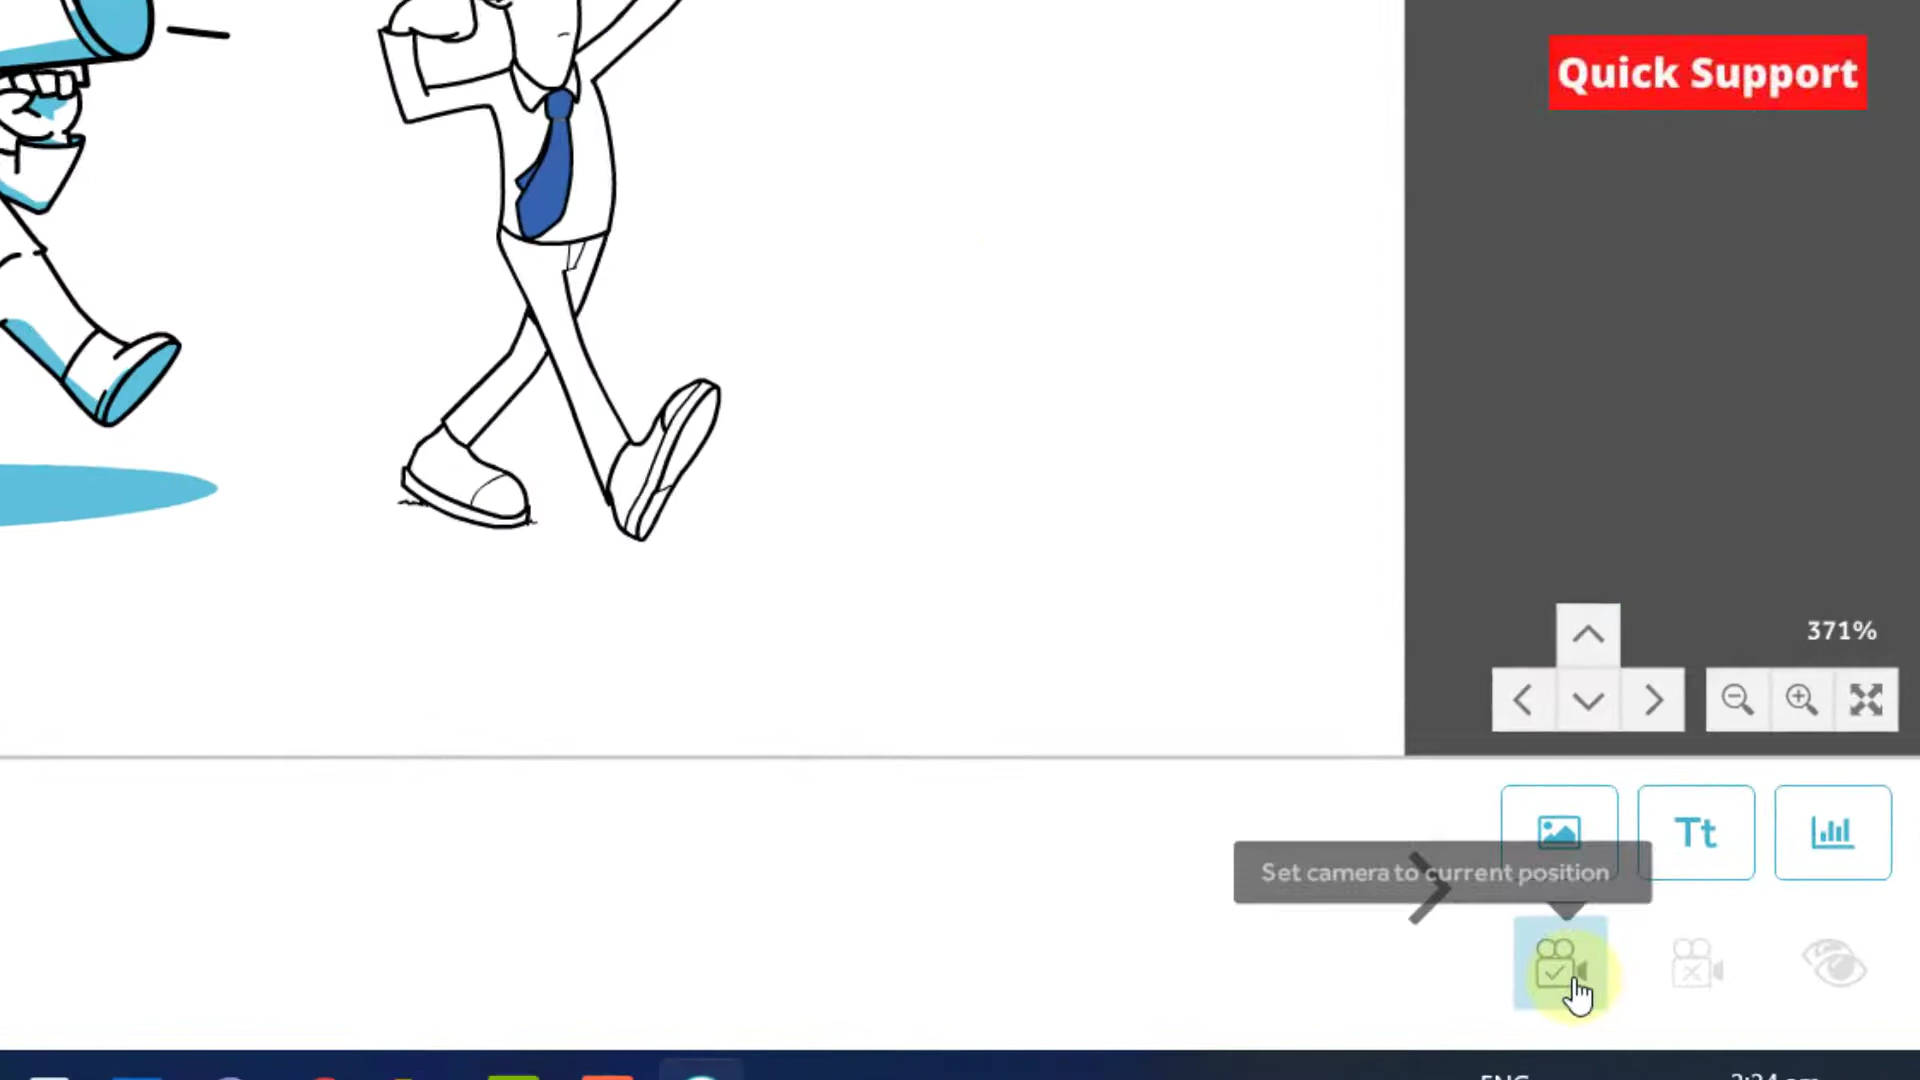 Quick Support
371%
Tt
Set camera to current position